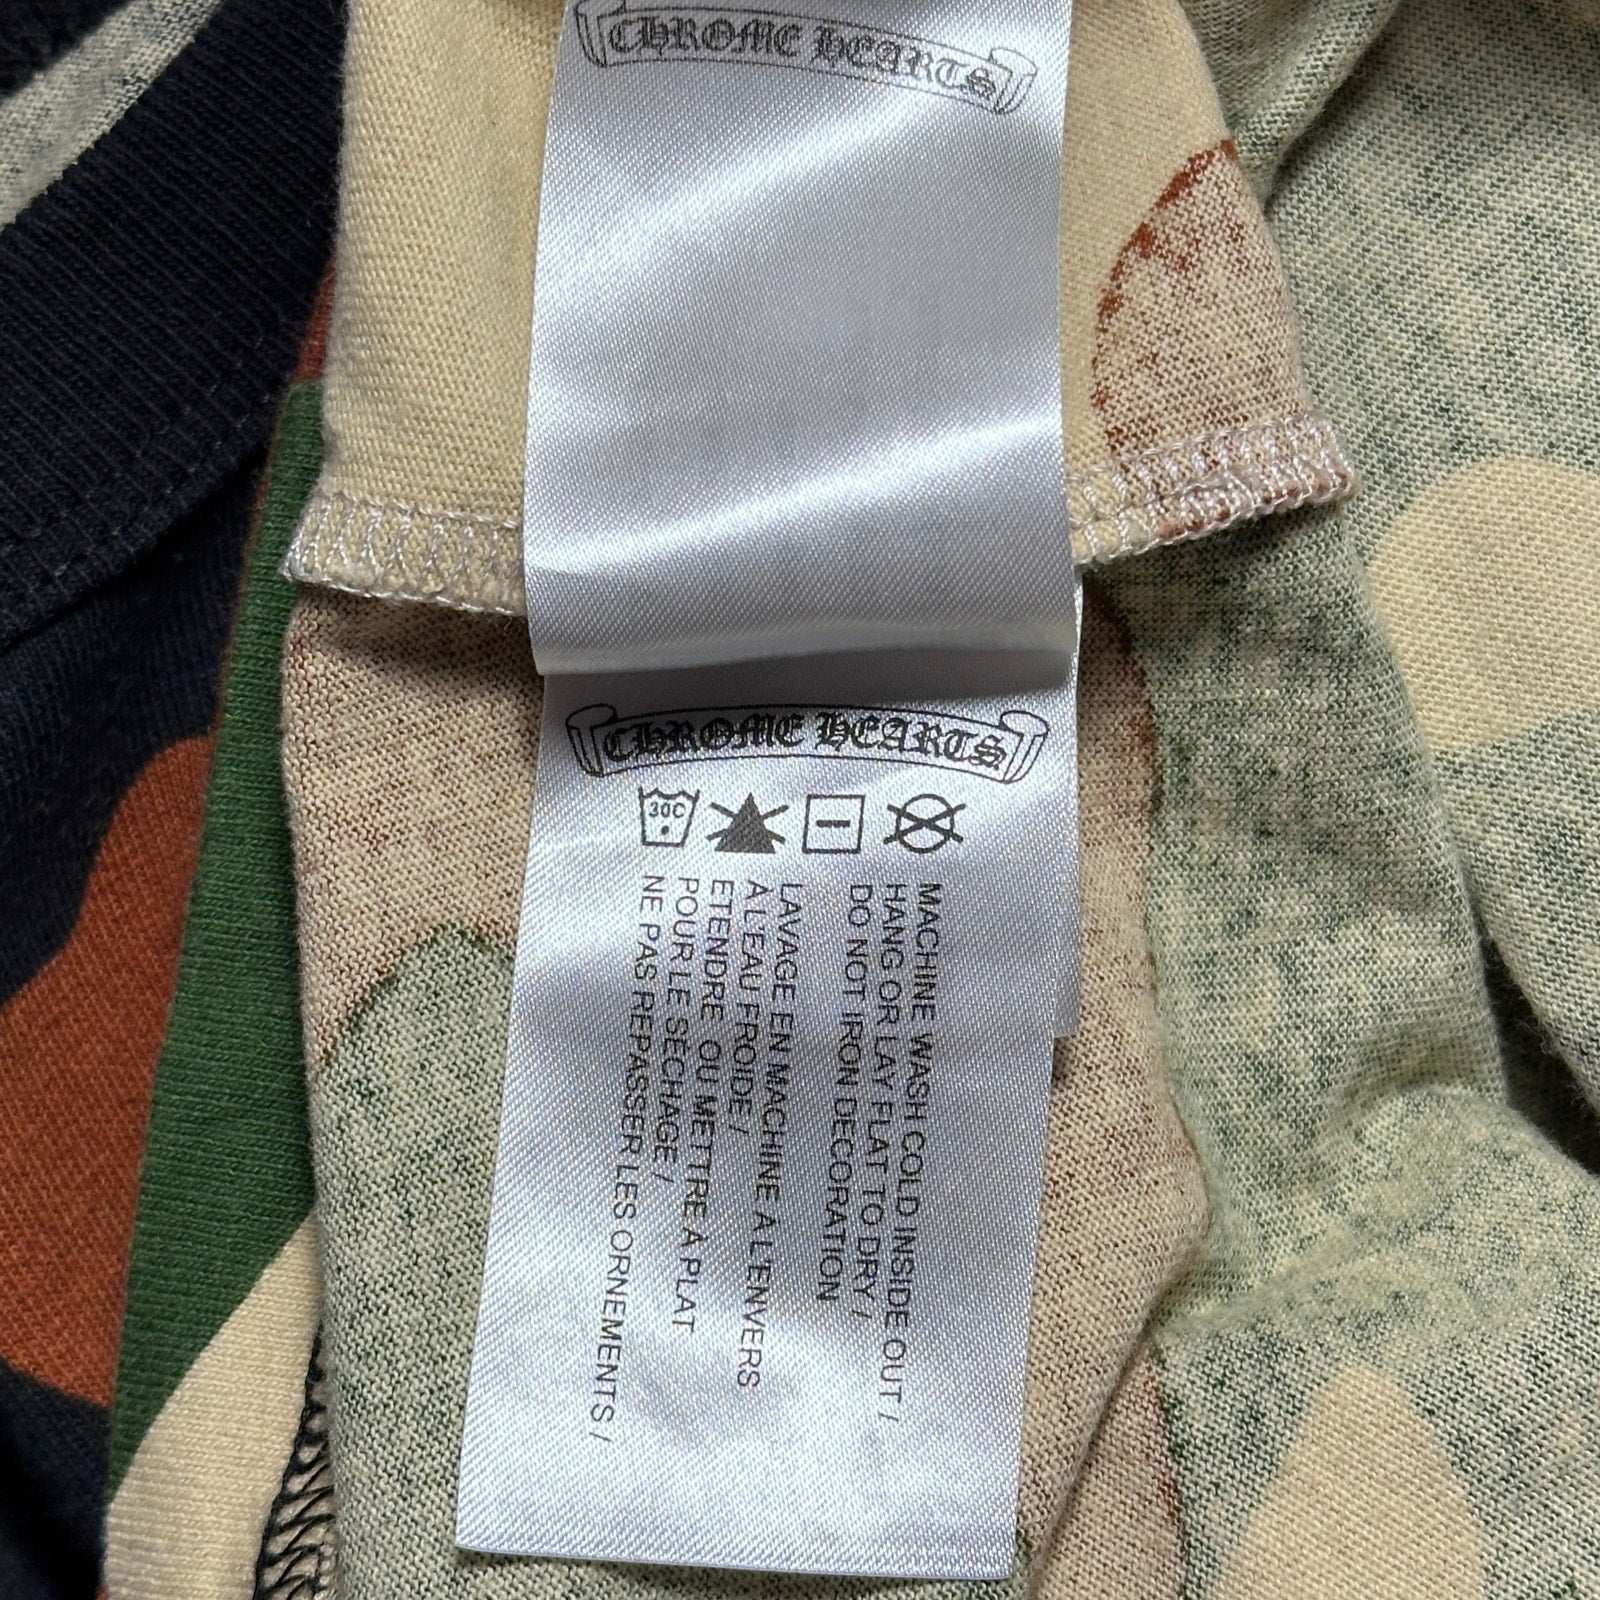 CHROME HEARTS
CHROME HEARTS
30C
MACHINE WASH COLD INSIDE OUT /
HANG OR LAY FLAT TO DRY /
DO NOT IRON DECORATION
LAVAGE EN MACHINE A L'ENVERS
À L'EAU FROIDE /
ETENDRE OU METTRE A PLAT
POUR LE SÉCHAGE /
NE PAS REPASSER LES ORNEMENTS /